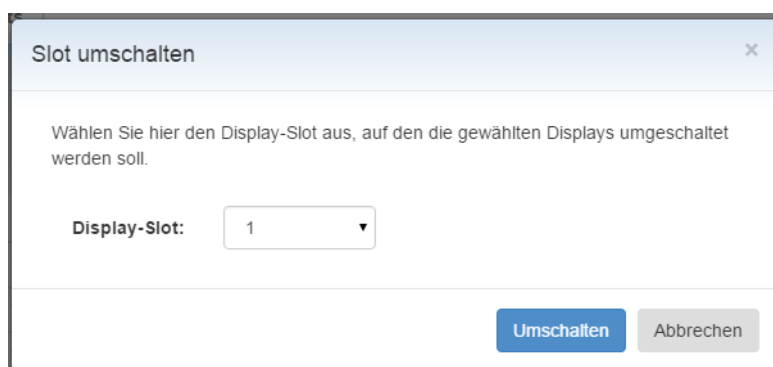 Slot umschalten
×
Wählen Sie hier den Display-Slot aus, auf den die gewählten Displays umgeschaltet
werden soll.
Display-Slot: 1
Umschalten Abbrechen